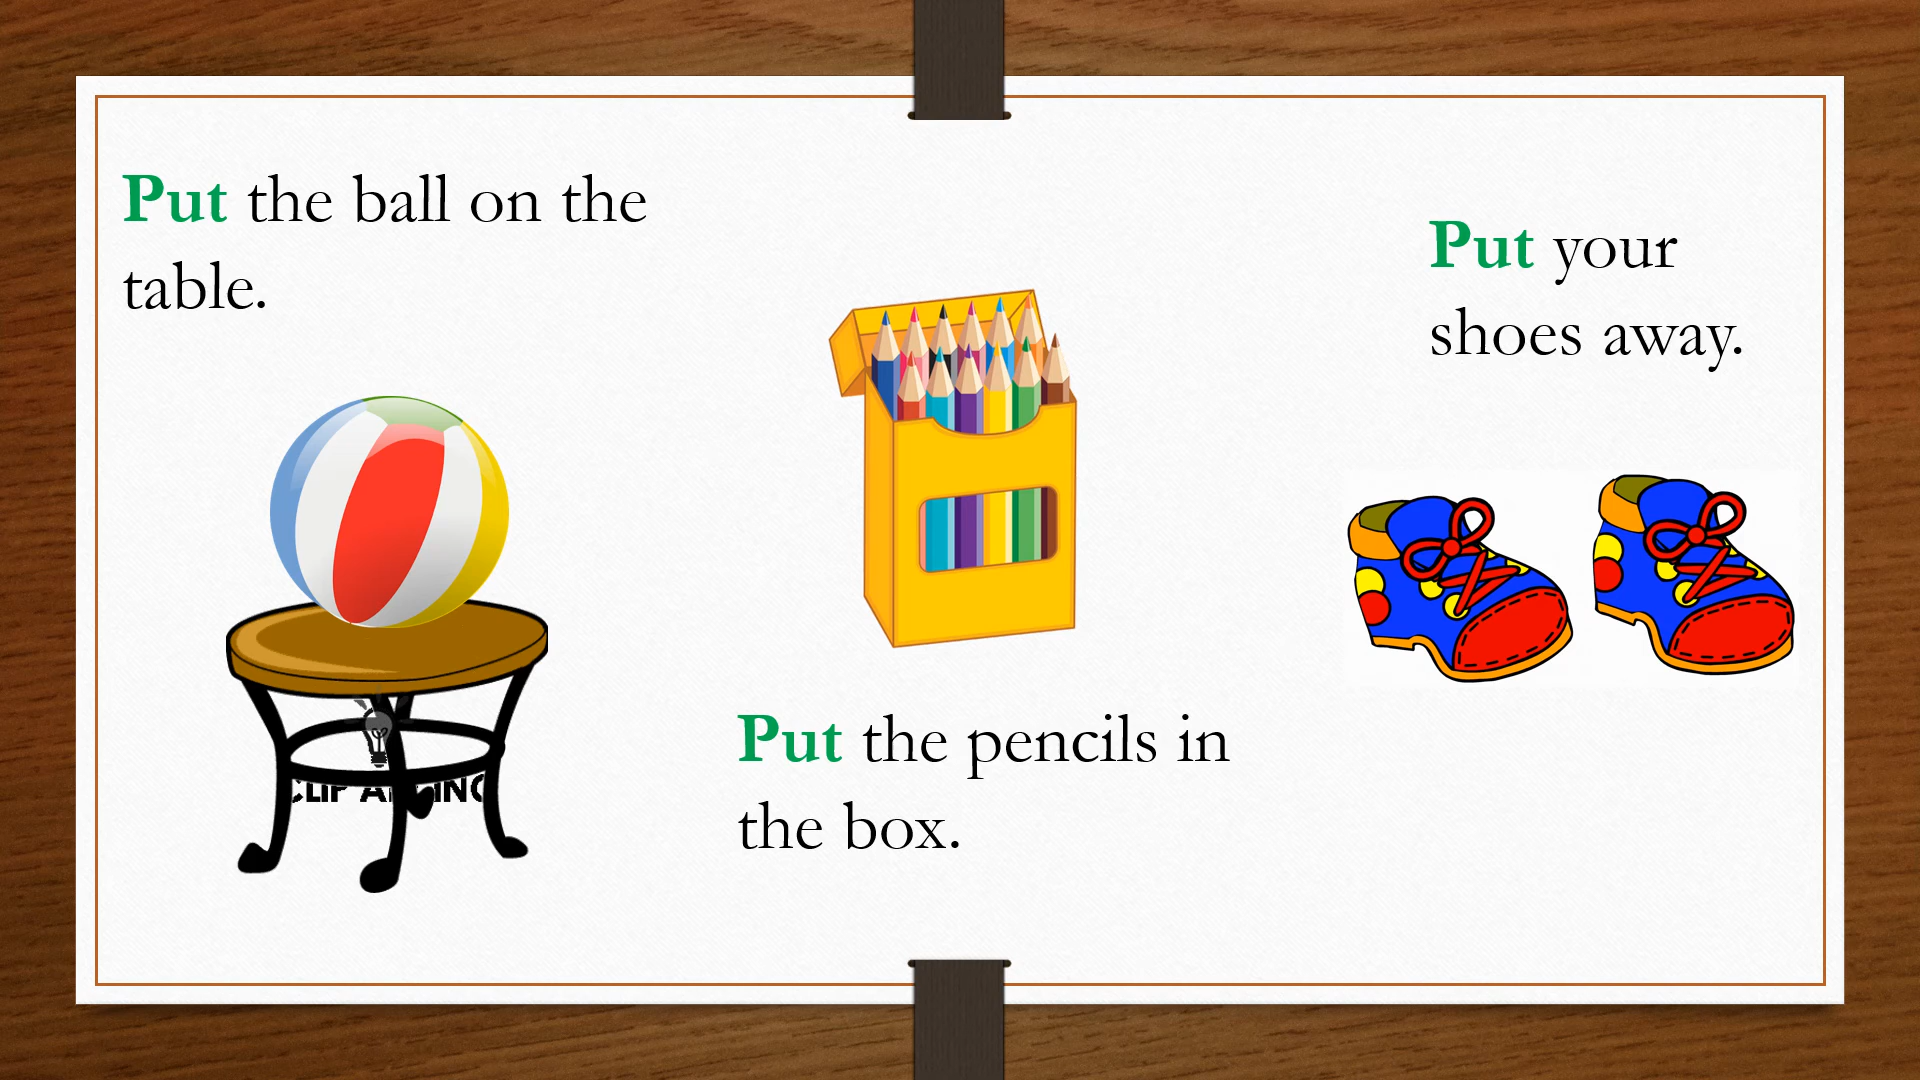 Put the ball on the
table.
Put your
shoes away.
Put the pencils in
the box.